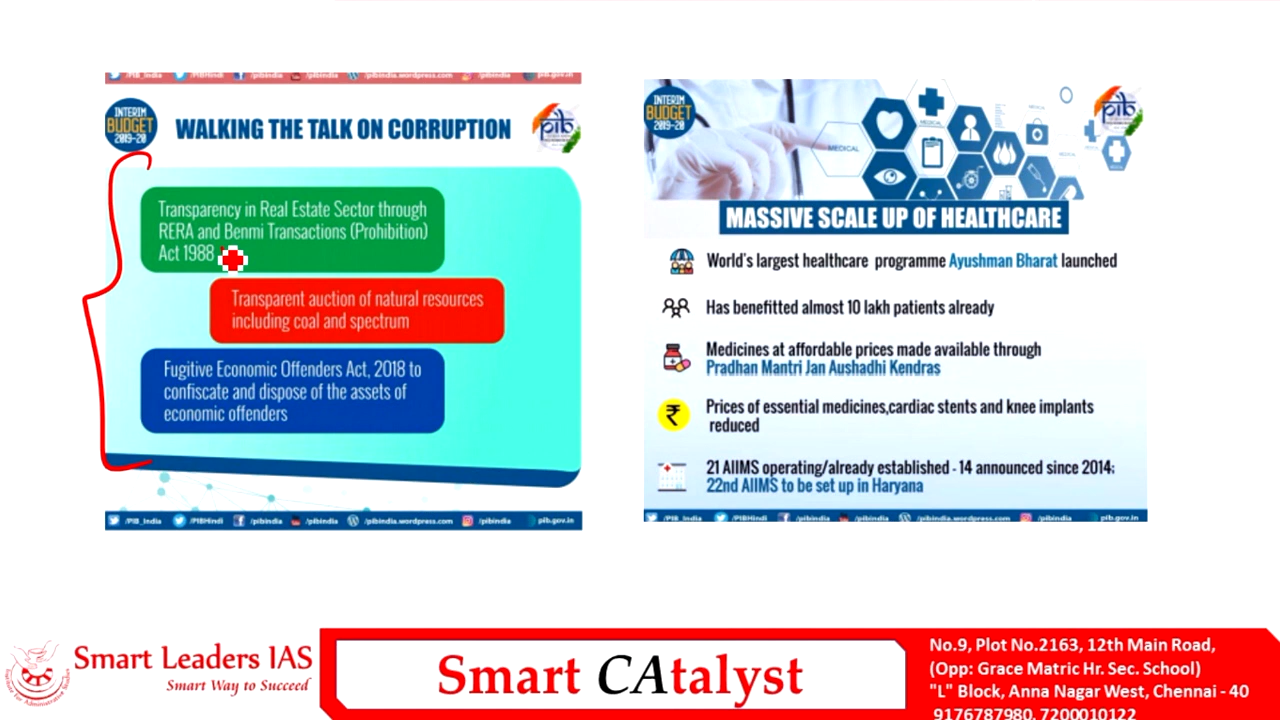 /PIB_India /PIBHindi /pibindia /pibindia /pibindia.wordpress.com /pibindia pib.gov.in
INTERIM
BUDGET
2019-20
WALKING THE TALK ON CORRUPTION
pib
Transparency in Real Estate Sector through
RERA and Benmi Transactions (Prohibition)
Act 1988
Transparent auction of natural resources
including coal and spectrum
Fugitive Economic Offenders Act, 2018 to
confiscate and dispose of the assets of
economic offenders
/PIB_India /PIBHindi /pibindia /pibindia /pibindia.wordpress.com /pibindia pib.gov.in
INTERIM
BUDGET
2019-20
MEDICAL
MEDICAL
MEDICAL
MEDICAL
pib
MASSIVE SCALE UP OF HEALTHCARE
World's largest healthcare programme Ayushman Bharat launched
Has benefitted almost 10 lakh patients already
Medicines at affordable prices made available through
Pradhan Mantri Jan Aushadhi Kendras
₹
Prices of essential medicines,cardiac stents and knee implants
reduced
21 AIIMS operating/already established - 14 announced since 2014;
22nd AIIMS to be set up in Haryana
/PIB_India /PIBHindi /pibindia /pibindia /pibindia.wordpress.com /pibindia pib.gov.in
Smart Leaders IAS
Smart Way to Succeed
Smart CAtalyst
No.9, Plot No.2163, 12th Main Road,
(Opp: Grace Matric Hr. Sec. School)
"L" Block, Anna Nagar West, Chennai - 40
9176787980, 7200010122